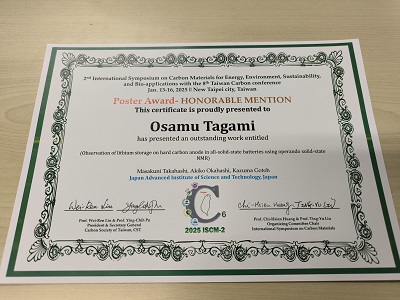 2nd International Symposium on Carbon Materials for Energy, Environment, Sustainability,
and Bio-applications with the 8th Taiwan Carbon conference
Jan. 13-16, 2025 || New Taipei city, Taiwan
Poster Award- HONORABLE MENTION
This certificate is proudly presented to
Osamu Tagami
has presented an outstanding work entitled
(Observation of lithium storage on hard carbon anode in all-solid-state batteries using operando solid-state
NMR)
Masakuni Takahashi, Akiko Okahashi, Kazuma Gotoh
Japan Advanced Institute of Science and Technology, Japan
C 6
2025 ISCM-2
Prof. Wei-Ren Liu & Prof. Ying-Chih Pu
President & Secretary General
Carbon Society of Taiwan, CST
Prof. Chi-Hsien Huang & Prof. Ting-Yu Liu
Organizing Committee Chair
International Symposium on Carbon Materials